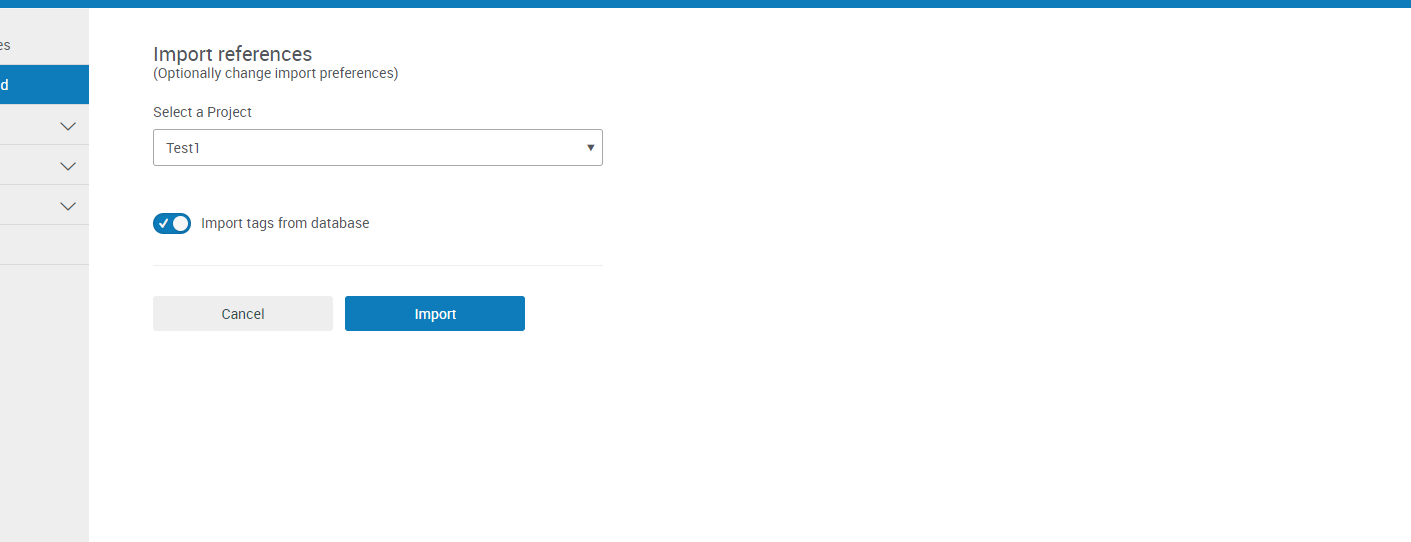 es
Import references
(Optionally change import preferences)
d
Select a Project
Test1
Import tags from database
Cancel
Import